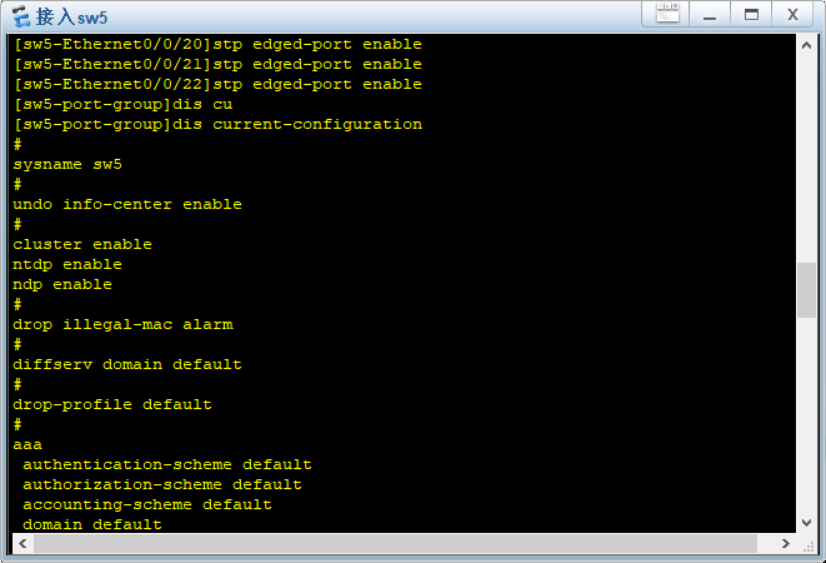 接入sw5
[sw5-Ethernet0/0/20]stp edged-port enable
[sw5-Ethernet0/0/21]stp edged-port enable
[sw5-Ethernet0/0/22]stp edged-port enable
[sw5-port-group]dis cu
[sw5-port-group]dis current-configuration
#
sysname sw5
#
undo info-center enable
#
cluster enable
ntdp enable
ndp enable
#
drop illegal-mac alarm
#
diffserv domain default
#
drop-profile default
#
aaa
authentication-scheme default
authorization-scheme default
accounting-scheme default
domain default